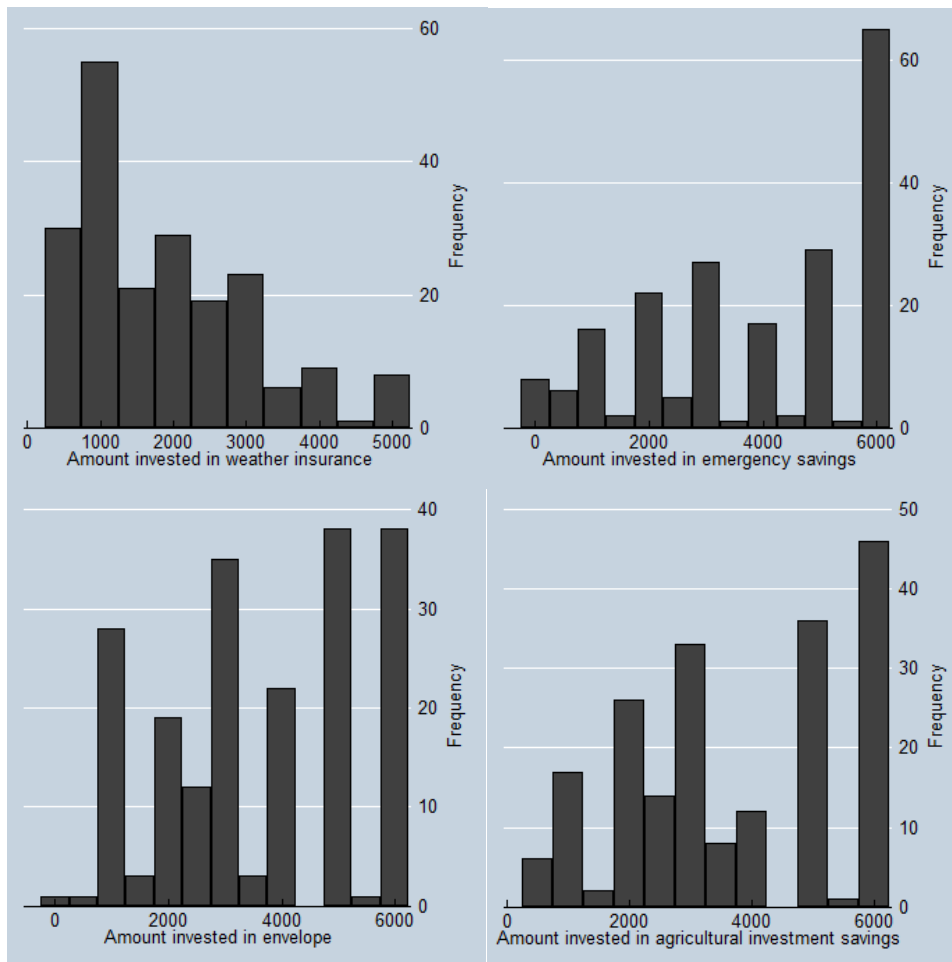 60
40
20
0
Frequency
0 1000 2000 3000 4000 5000
Amount invested in weather insurance
60
40
20
0
Frequency
0 2000 4000 6000
Amount invested in emergency savings
40
30
20
10
0
Frequency
0 2000 4000 6000
Amount invested in envelope
50
40
30
20
10
0
Frequency
0 2000 4000 6000
Amount invested in agricultural investment savings